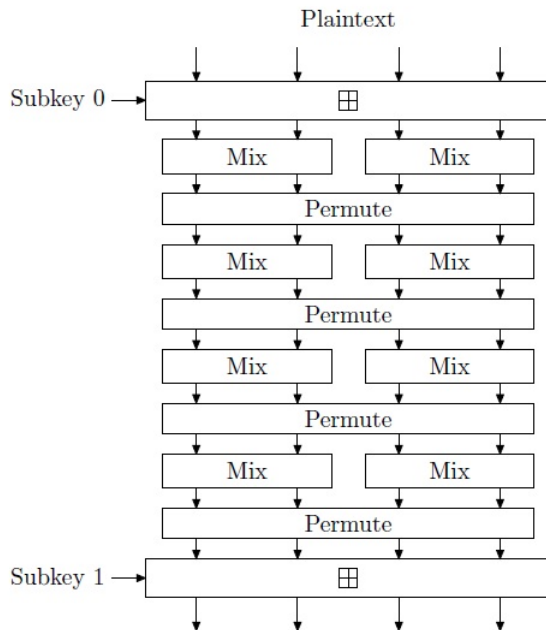 Plaintext
Subkey 0 ⊞
Mix Mix
Permute
Mix Mix
Permute
Mix Mix
Permute
Mix Mix
Permute
Subkey 1 ⊞